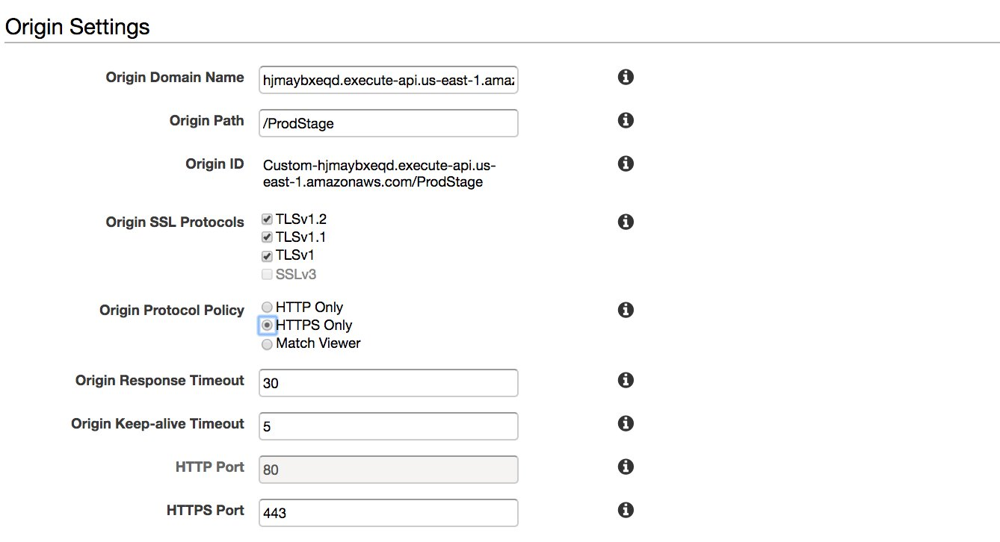 Origin Settings
Origin Domain Name hjmaybxeqd.execute-api.us-east-1.amaz
Origin Path /ProdStage
Origin ID Custom-hjmaybxeqd.execute-api.us-
east-1.amazonaws.com/ProdStage
Origin SSL Protocols TLSv1.2
TLSv1.1
TLSv1
SSLv3
Origin Protocol Policy HTTP Only
HTTPS Only
Match Viewer
Origin Response Timeout 30
Origin Keep-alive Timeout 5
HTTP Port 80
HTTPS Port 443